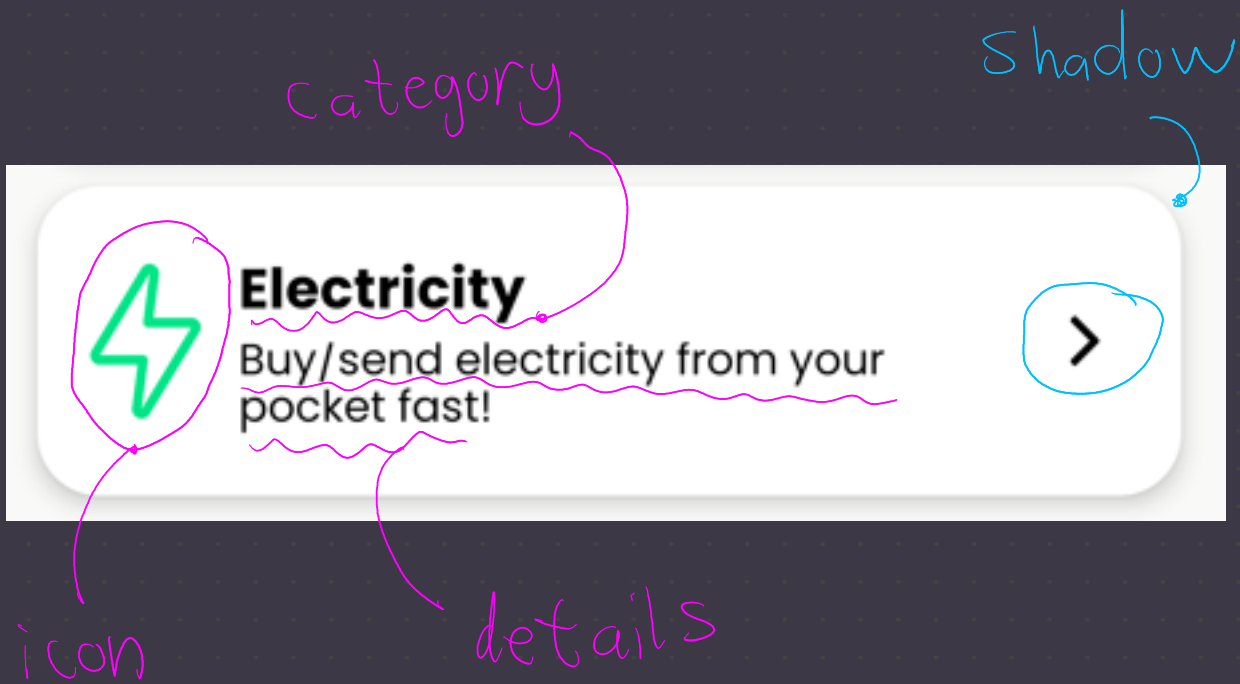 shadow
category
Electricity
Buy/send electricity from your
pocket fast!
icon
details